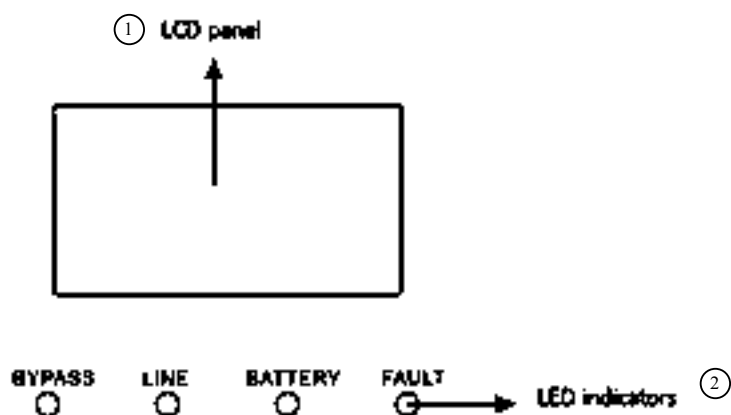 ① LCD panel
BYPASS LINE BATTERY FAULT
LED indicators ②